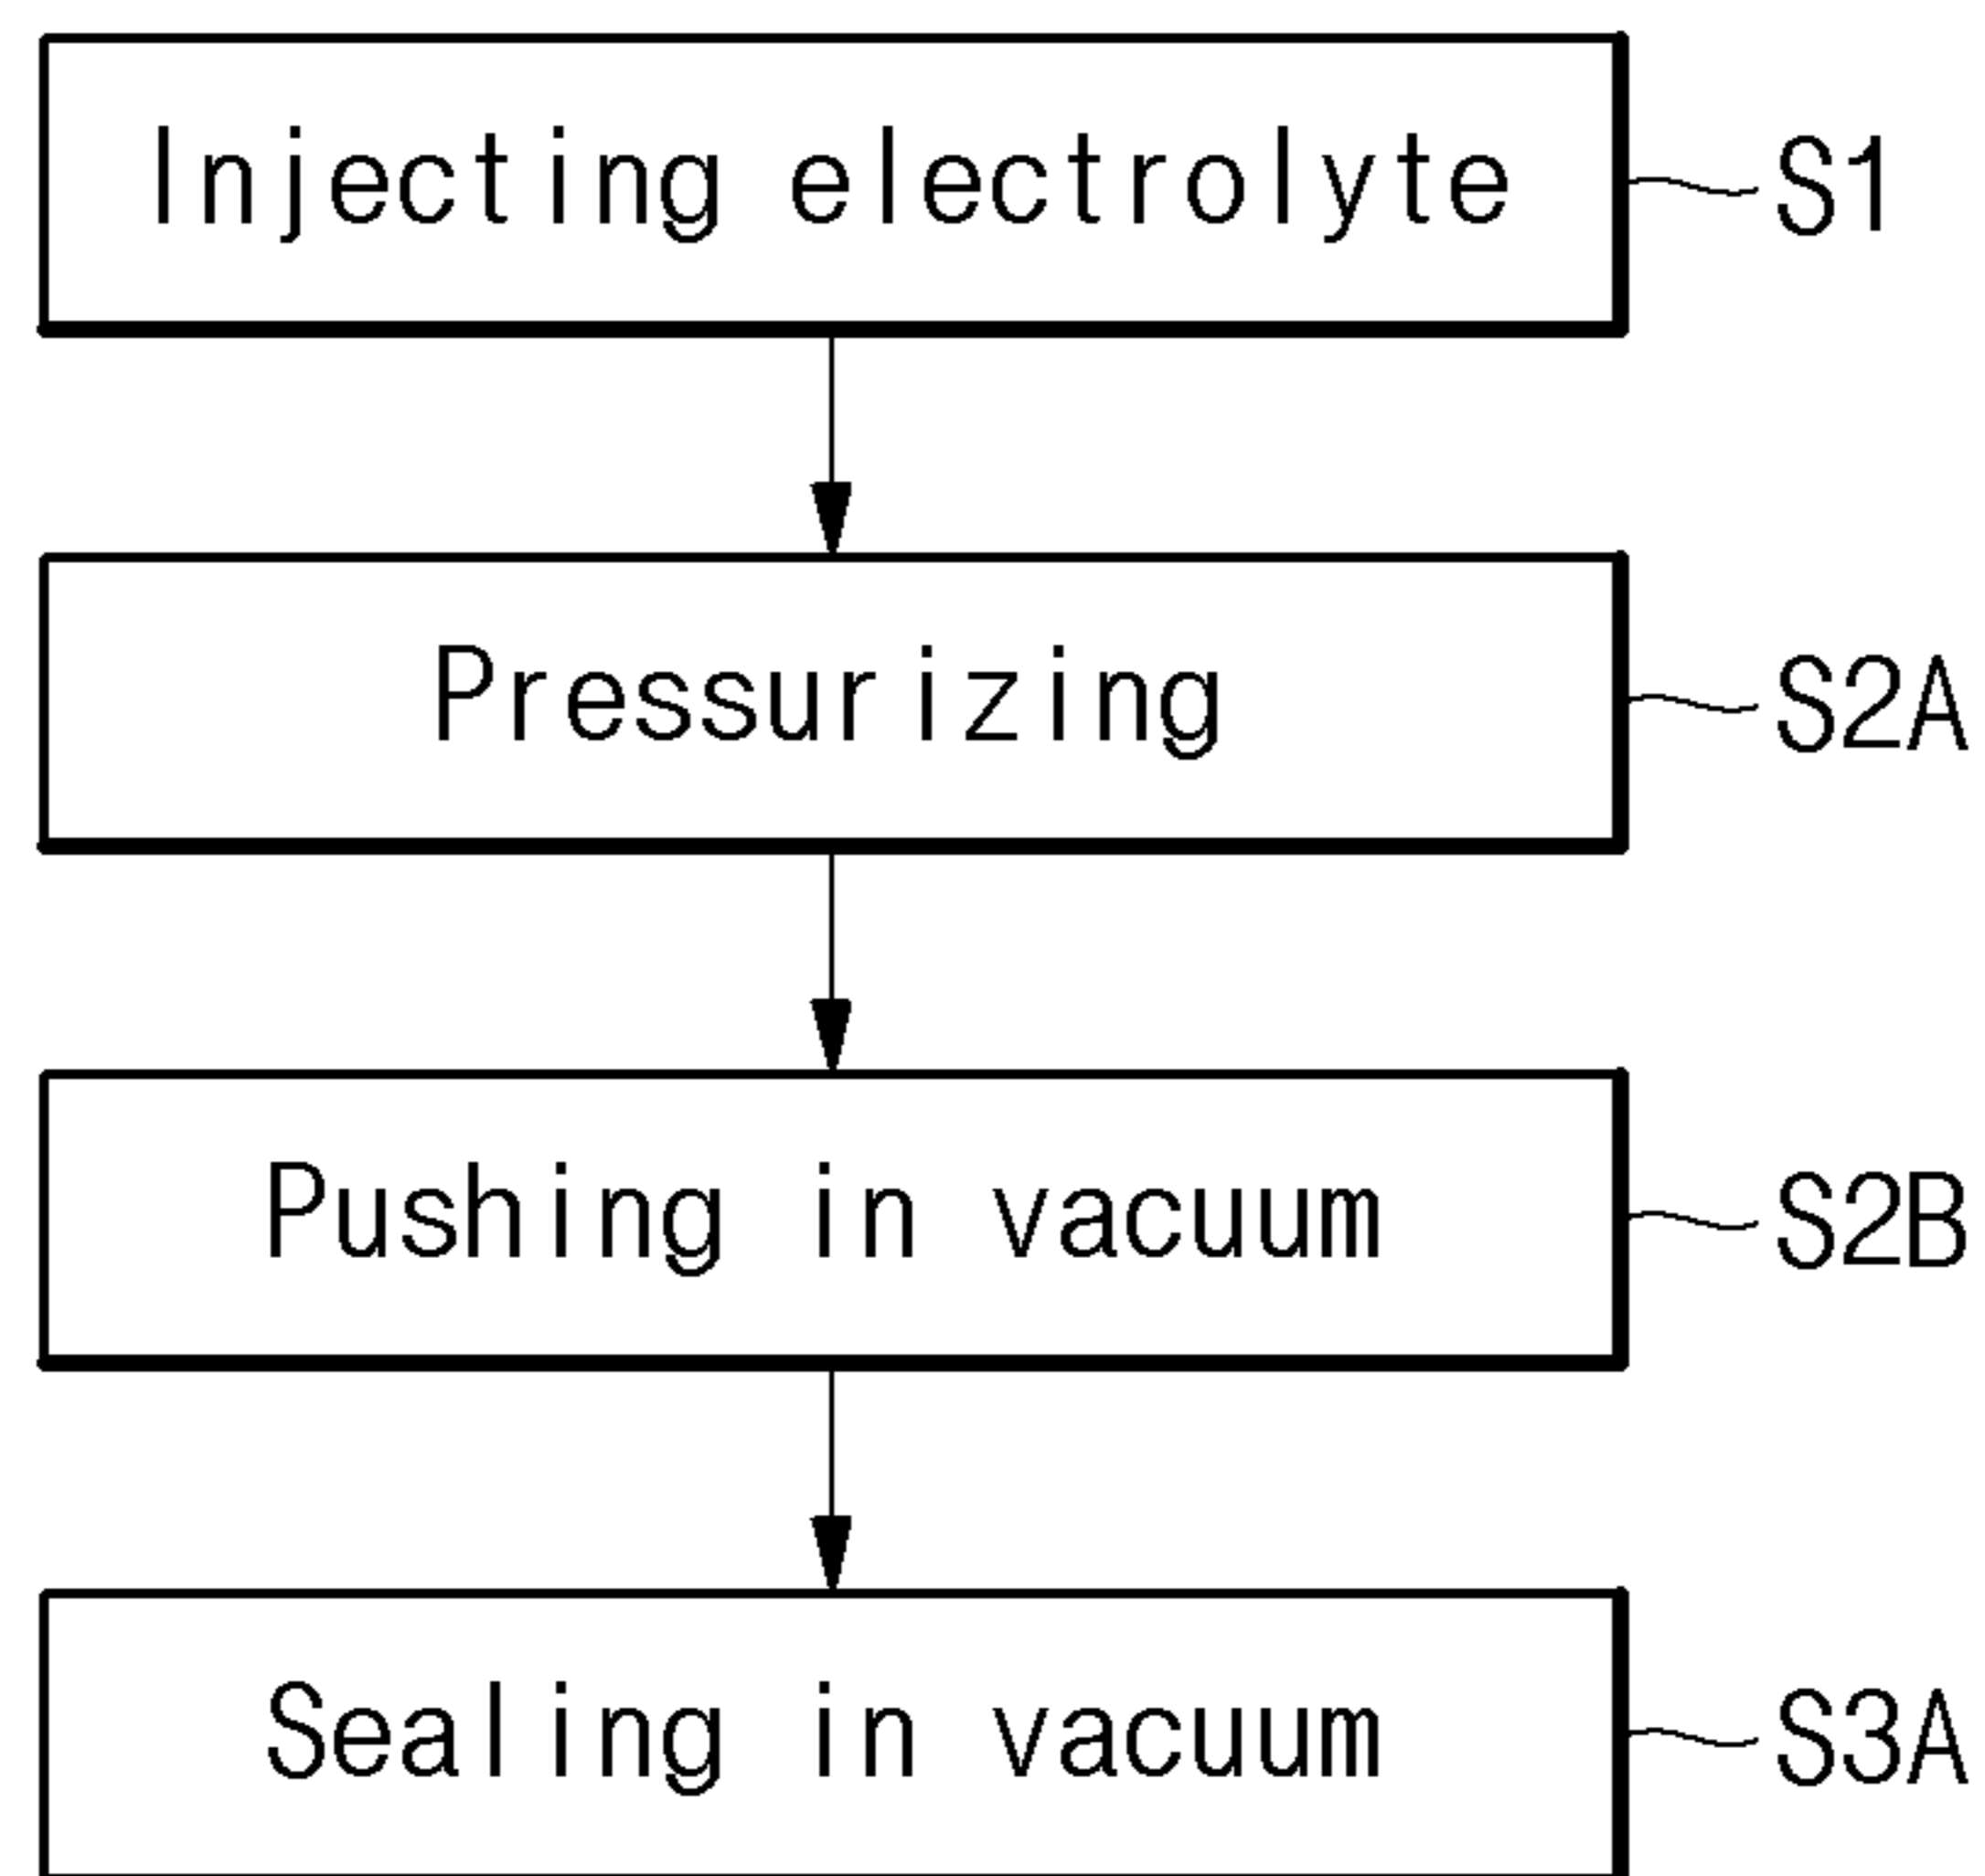 Injecting electrolyte S1
Pressurizing S2A
Pushing in vacuum S2B
Sealing in vacuum S3A